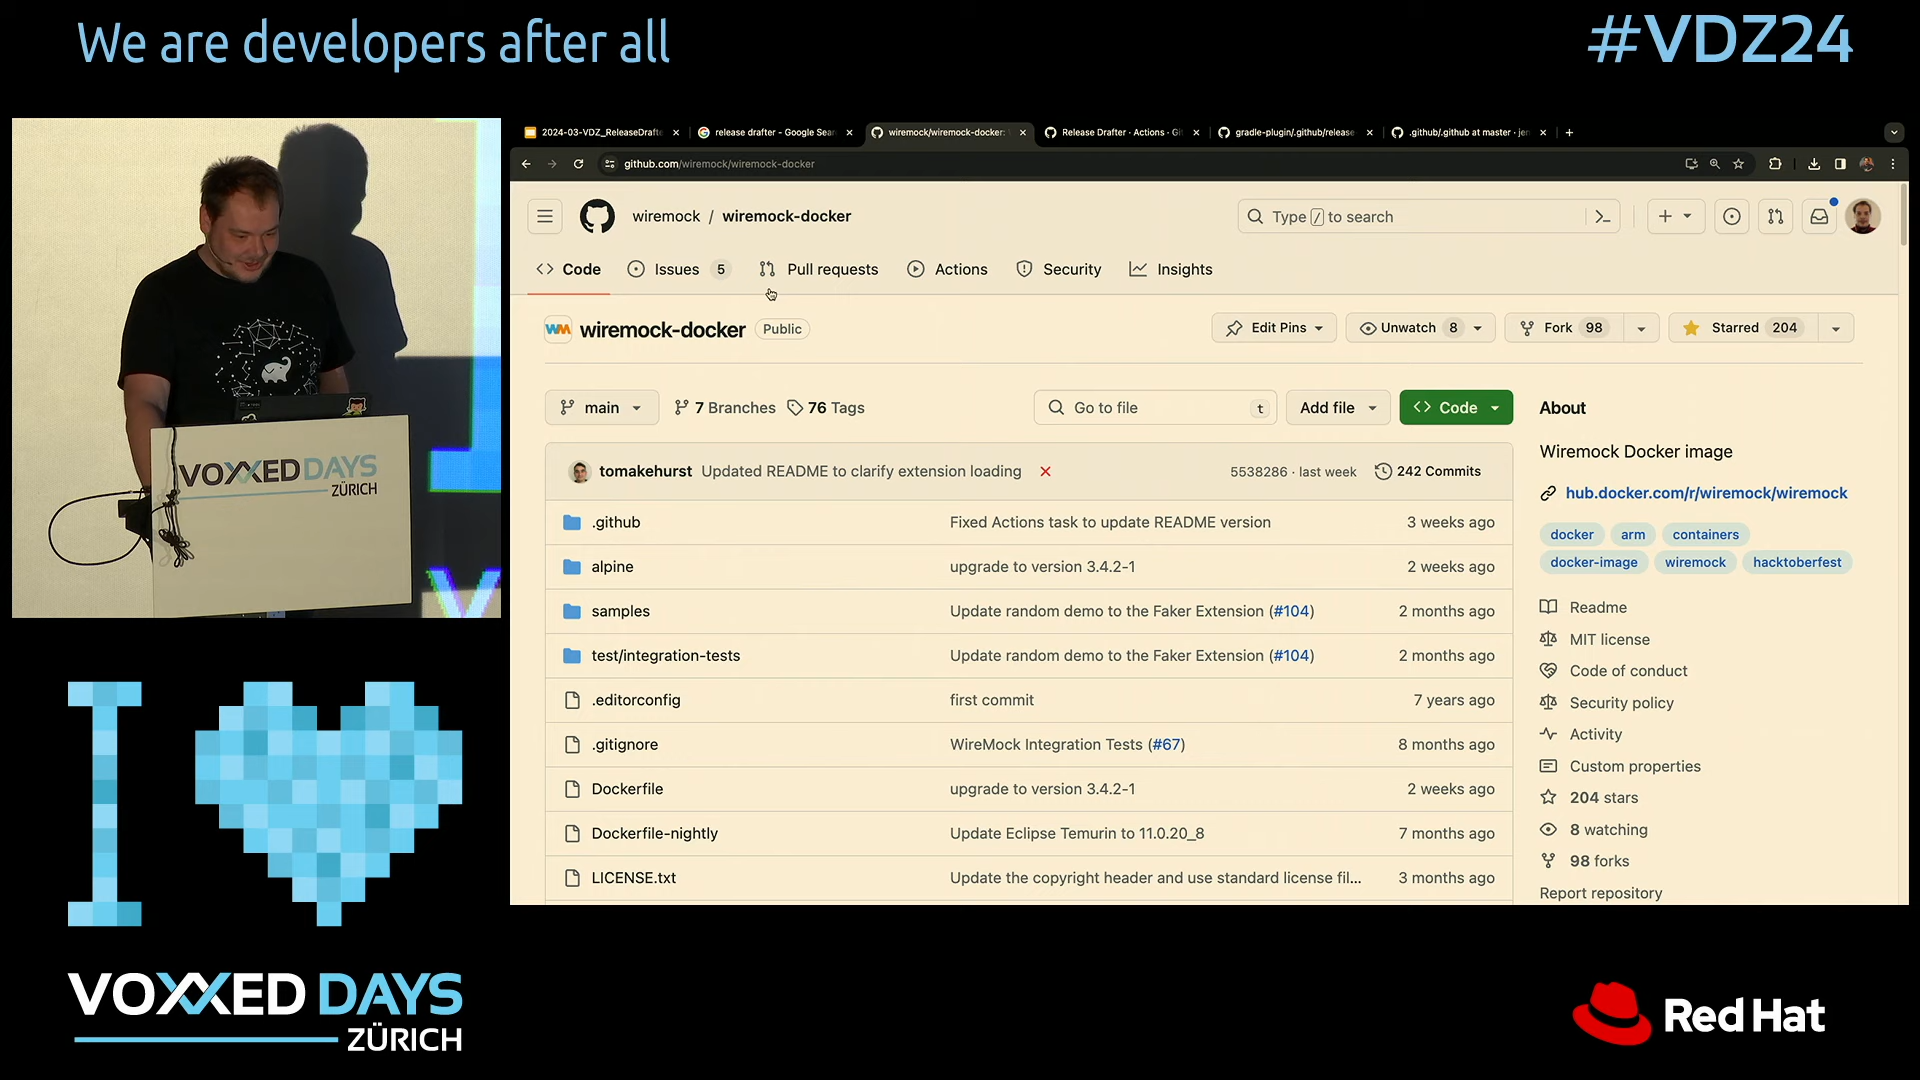 We are developers after all
#VDZ24
2024-03-VDZ_ReleaseDrafte
release drafter - Google Sear
wiremock/wiremock-docker:
Release Drafter · Actions · Gi
gradle-plugin/.github/release
.github/.github at master · jen
github.com/wiremock/wiremock-docker
wiremock / wiremock-docker
Type / to search
Code
Issues 5
Pull requests
Actions
Security
Insights
WM wiremock-docker Public
Edit Pins
Unwatch 8
Fork 98
Starred 204
main
7 Branches
76 Tags
Go to file t
Add file
Code
About
Wiremock Docker image
hub.docker.com/r/wiremock/wiremock
docker arm containers
docker-image wiremock hacktoberfest
Readme
MIT license
Code of conduct
Security policy
Activity
Custom properties
204 stars
8 watching
98 forks
Report repository
tomakehurst Updated README to clarify extension loading 5538286 · last week 242 Commits
.github Fixed Actions task to update README version 3 weeks ago
alpine upgrade to version 3.4.2-1 2 weeks ago
samples Update random demo to the Faker Extension (#104) 2 months ago
test/integration-tests Update random demo to the Faker Extension (#104) 2 months ago
.editorconfig first commit 7 years ago
.gitignore WireMock Integration Tests (#67) 8 months ago
Dockerfile upgrade to version 3.4.2-1 2 weeks ago
Dockerfile-nightly Update Eclipse Temurin to 11.0.20_8 7 months ago
LICENSE.txt Update the copyright header and use standard license fil... 3 months ago
VOXXED DAYS
ZÜRICH
I
VOXXED DAYS
ZÜRICH
Red Hat